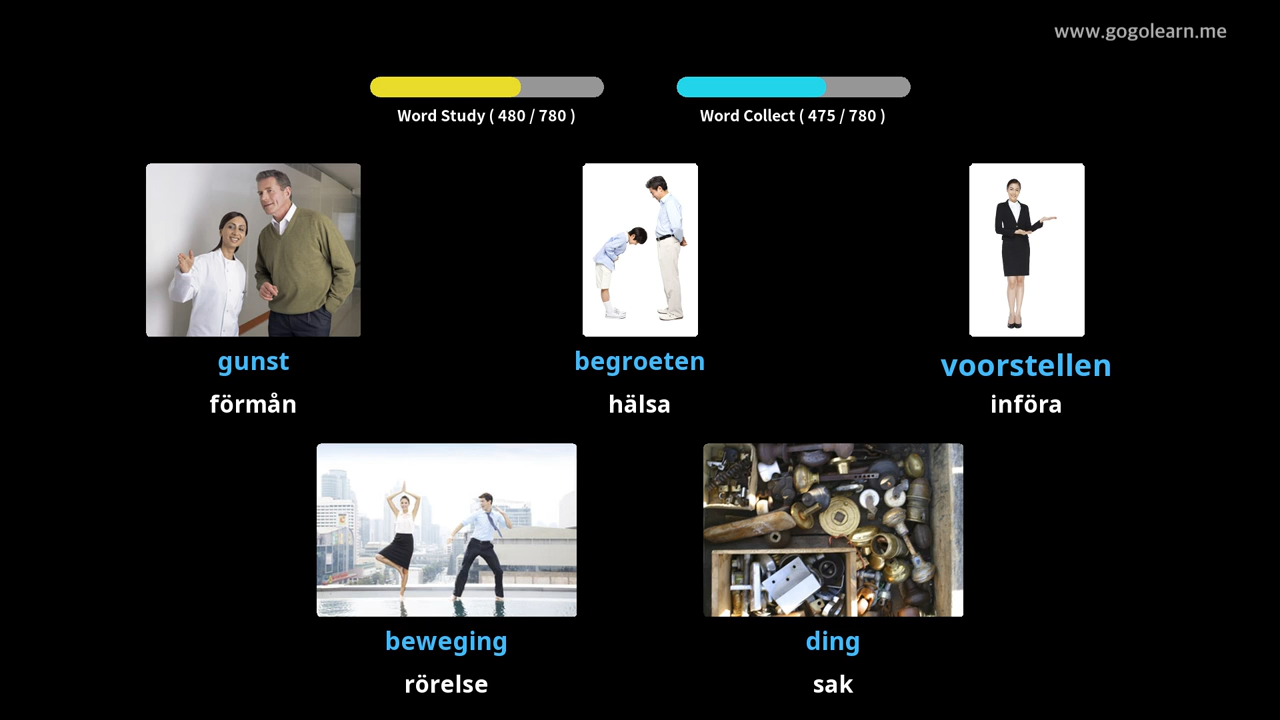 www.gogolearn.me
Word Study ( 480 / 780 )
Word Collect ( 475 / 780 )
gunst
förmån
begroeten
hälsa
voorstellen
införa
beweging
rörelse
ding
sak